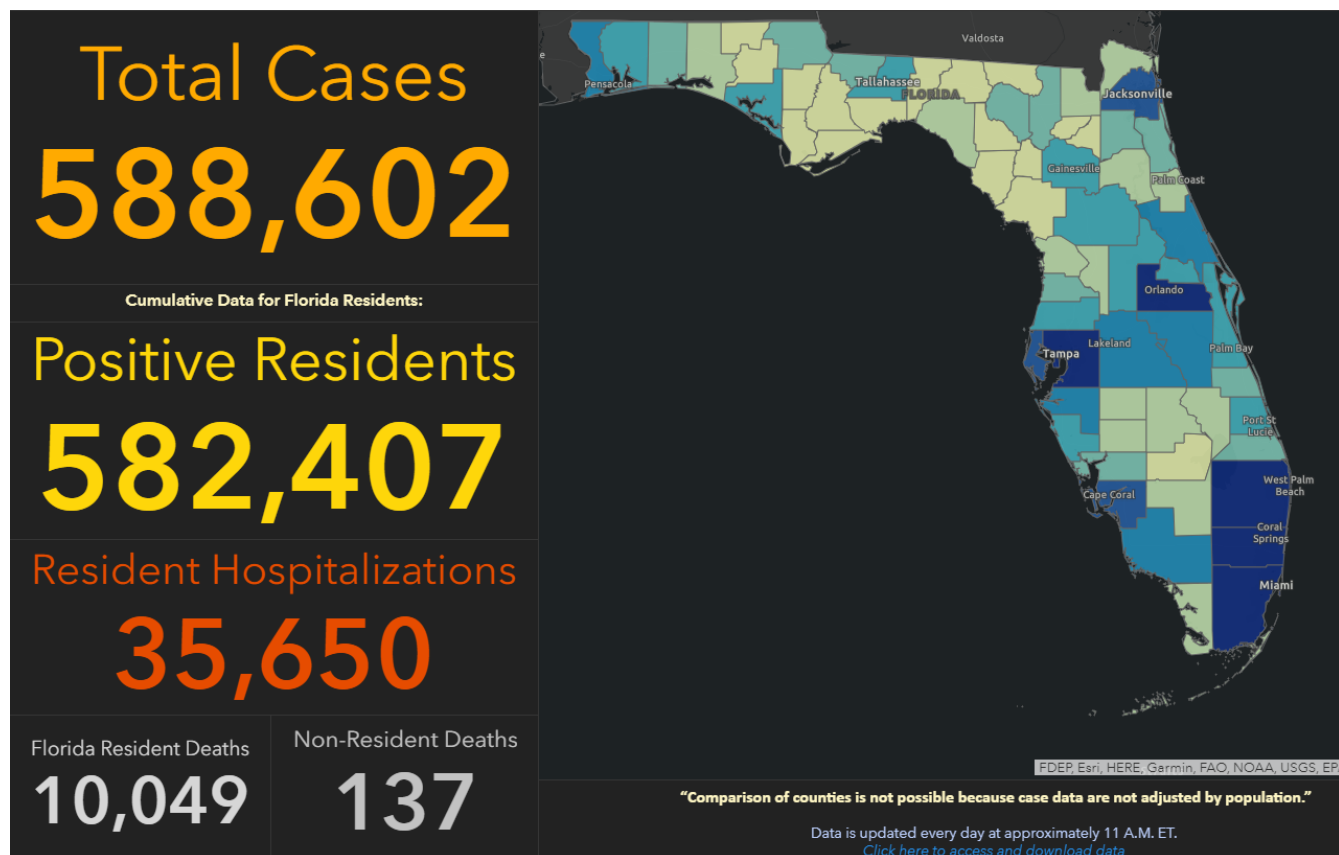 Total Cases
588,602
Cumulative Data for Florida Residents:
Positive Residents
582,407
Resident Hospitalizations
35,650
Florida Resident Deaths
10,049
Non-Resident Deaths
137
Valdosta
e
Pensacola
Tallahassee
FLORIDA
Jacksonville
Gainesville
Palm Coast
Orlando
Tampa
Lakeland
Palm Bay
Port St
Lucie
Cape Coral
West Palm
Beach
Coral
Springs
Miami
FDEP, Esri, HERE, Garmin, FAO, NOAA, USGS, EP
“Comparison of counties is not possible because case data are not adjusted by population.”
Data is updated every day at approximately 11 A.M. ET.
Click here to access and download data